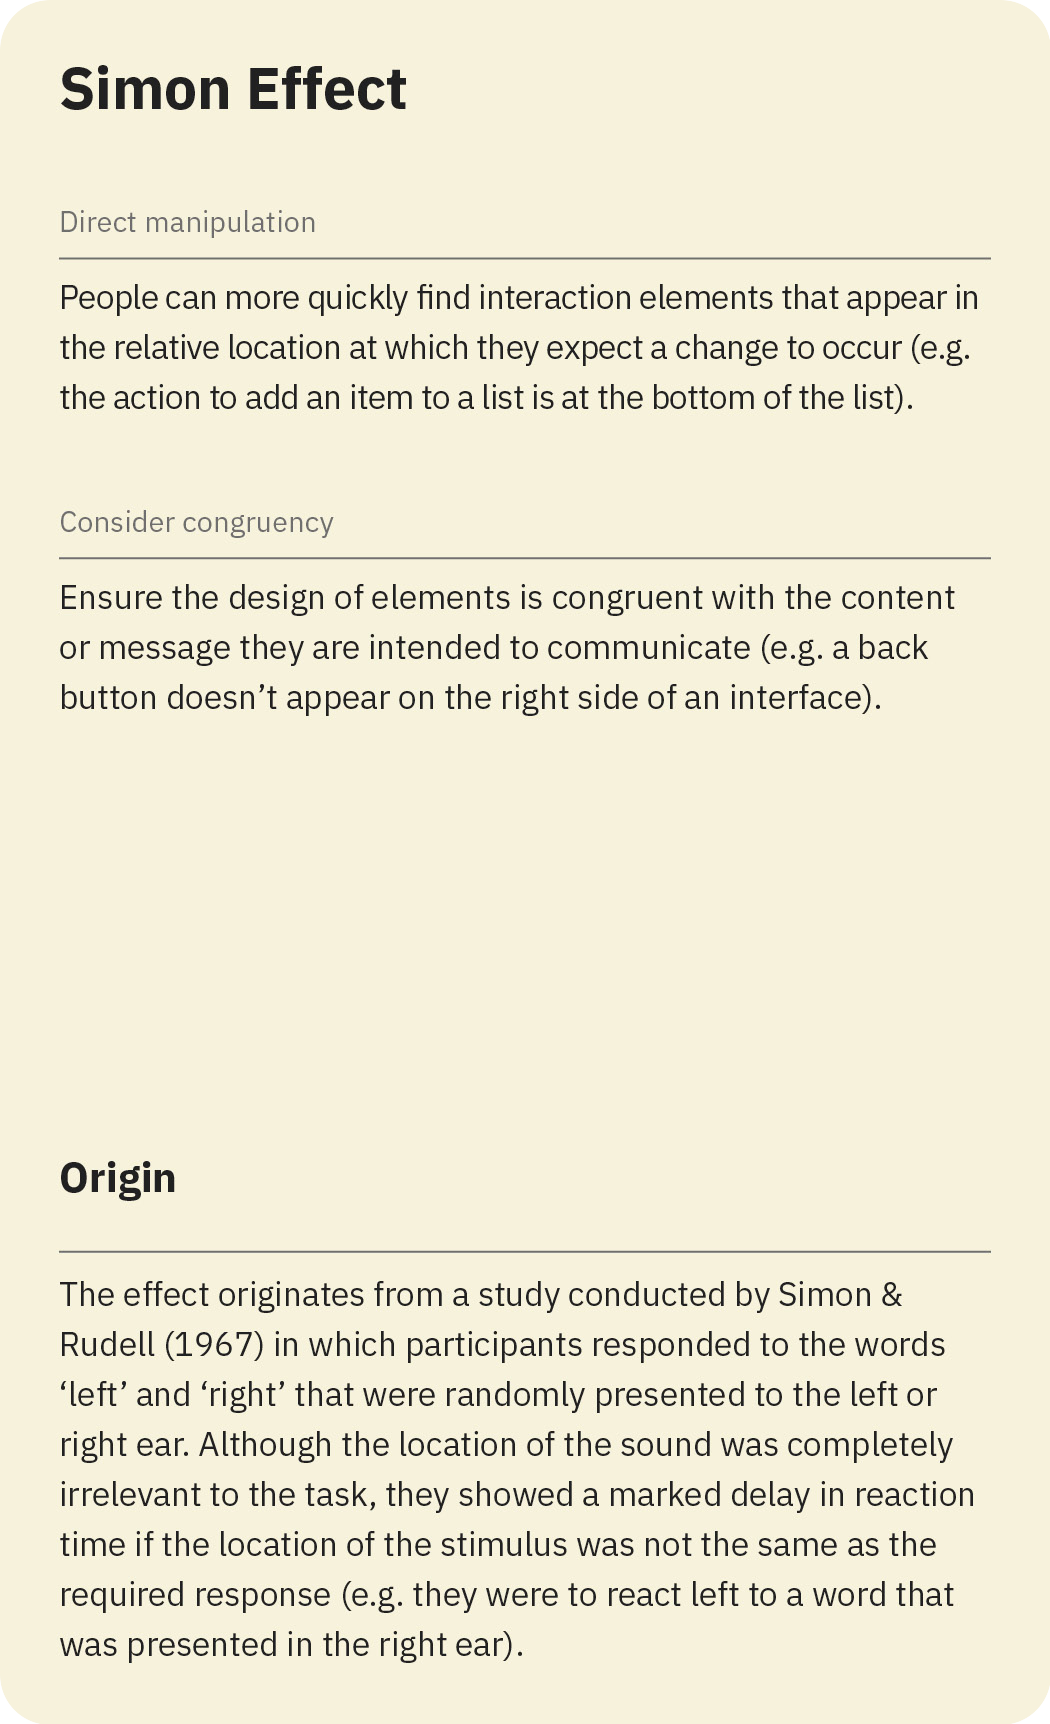 Simon Effect
Direct manipulation
People can more quickly find interaction elements that appear in
the relative location at which they expect a change to occur (e.g.
the action to add an item to a list is at the bottom of the list).
Consider congruency
Ensure the design of elements is congruent with the content
or message they are intended to communicate (e.g. a back
button doesn’t appear on the right side of an interface).
Origin
The effect originates from a study conducted by Simon &
Rudell (1967) in which participants responded to the words
‘left’ and ‘right’ that were randomly presented to the left or
right ear. Although the location of the sound was completely
irrelevant to the task, they showed a marked delay in reaction
time if the location of the stimulus was not the same as the
required response (e.g. they were to react left to a word that
was presented in the right ear).